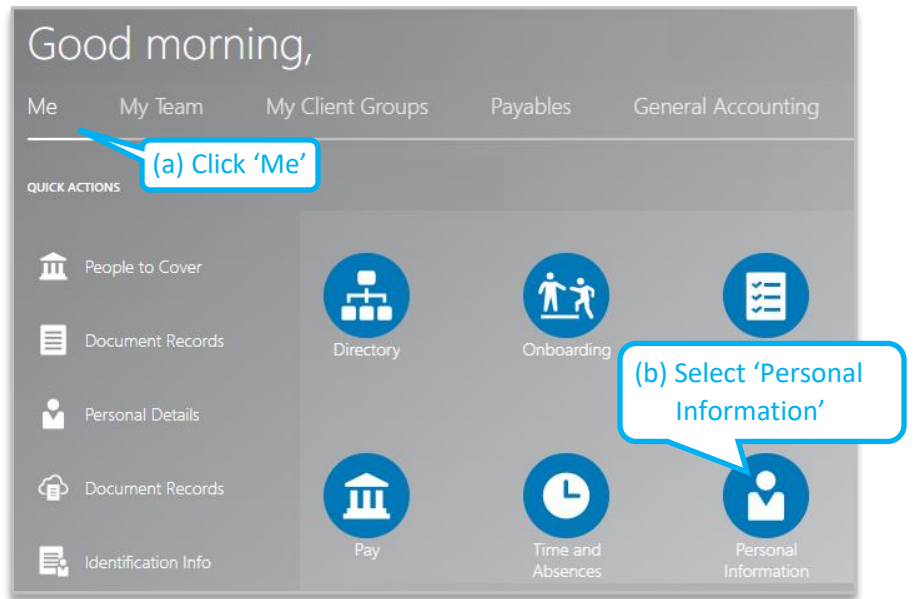 Good morning,
Me My Team My Client Groups Payables General Accounting
(a) Click ‘Me’
QUICK ACTIONS
People to Cover
Document Records
Personal Details
Document Records
Identification Info
Directory
Onboarding
(b) Select ‘Personal
Information’
Pay
Time and
Absences
Personal
Information